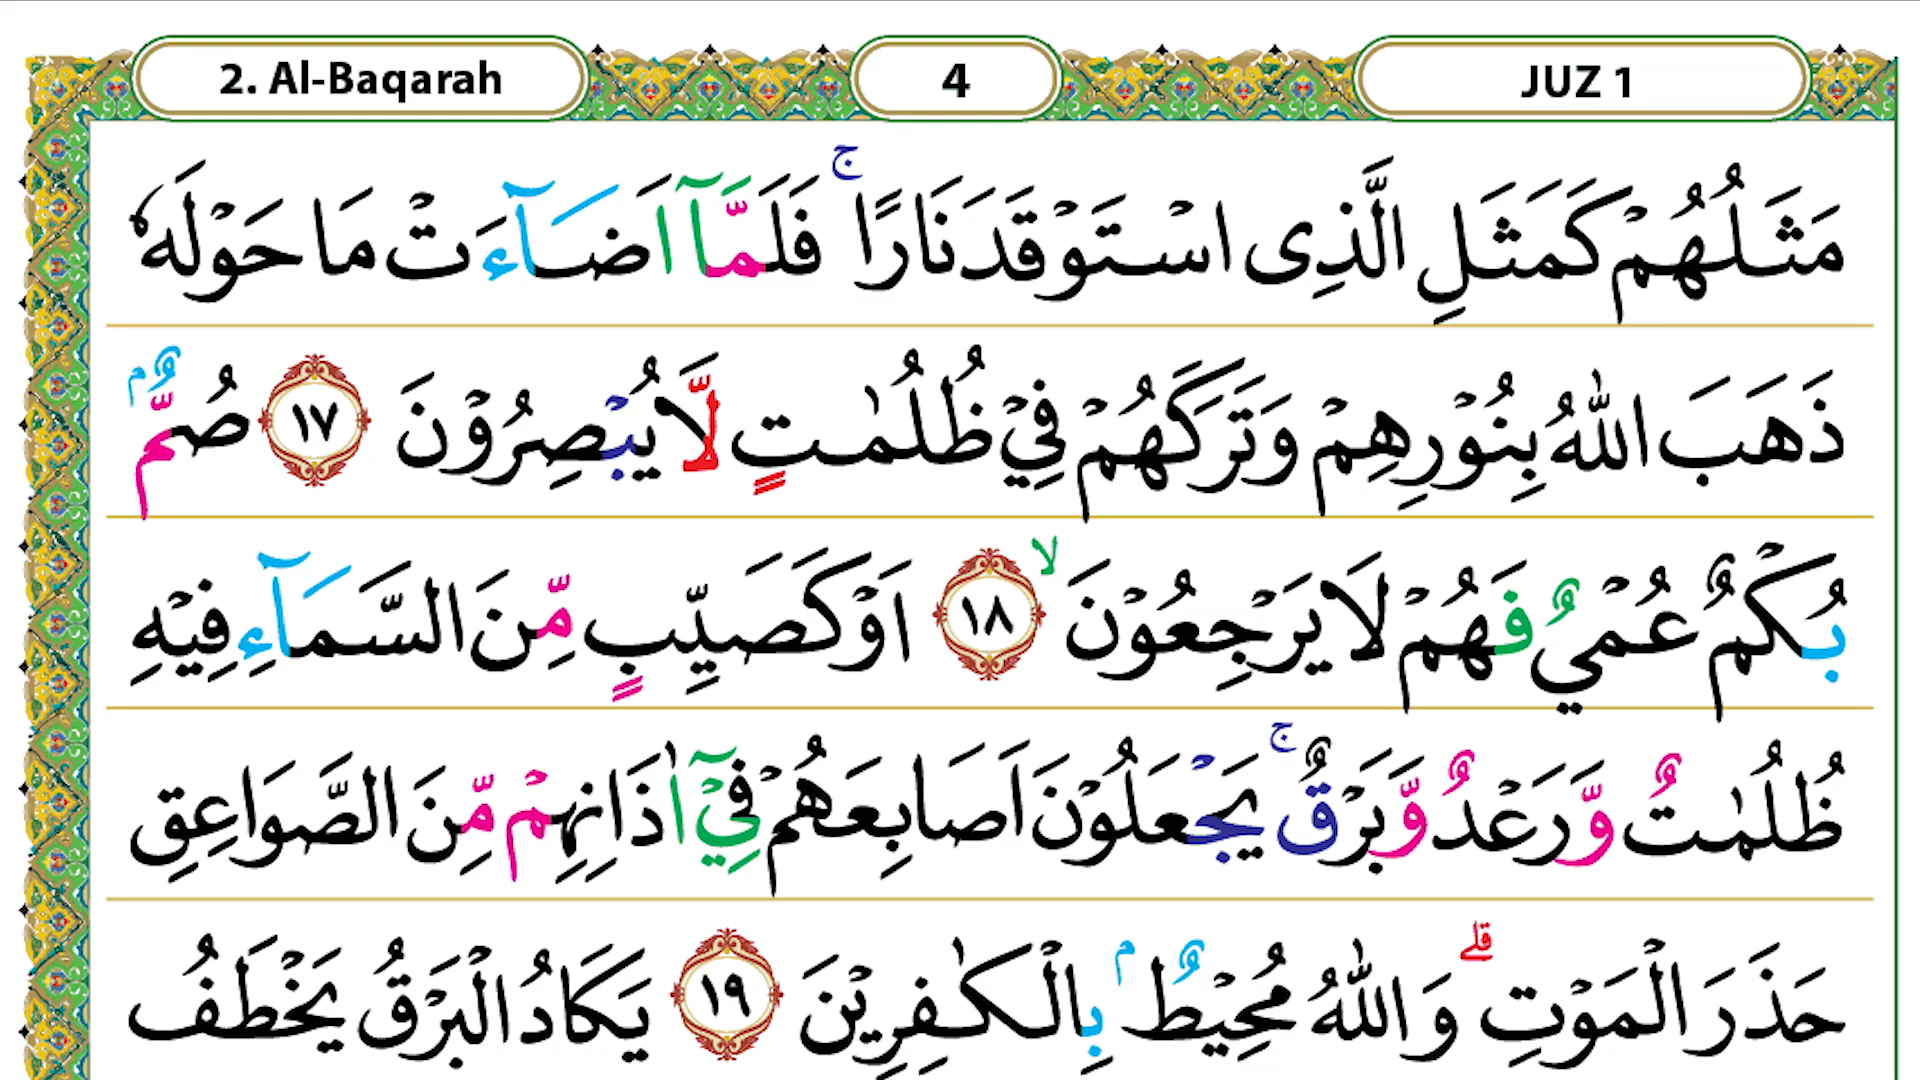 2. Al-Baqarah 4 JUZ 1
مَثَلُهُمْ كَمَثَلِ الَّذِى اسْتَوْقَدَ نَارًا ۚ فَلَمَّآ اَضَآءَتْ مَا حَوْلَهٗ
ذَهَبَ اللّٰهُ بِنُوْرِهِمْ وَتَرَكَهُمْ فِيْ ظُلُمٰتٍ لَّا يُبْصِرُوْنَ ١٧ صُمٌّ ۢ
بُكْمٌ عُمْيٌ فَهُمْ لَا يَرْجِعُوْنَ ۙ ١٨ اَوْ كَصَيِّبٍ مِّنَ السَّمَآءِ فِيْهِ
ظُلُمٰتٌ وَّرَعْدٌ وَّبَرْقٌ ۚ يَجْعَلُوْنَ اَصَابِعَهُمْ فِيْٓ اٰذَانِهِمْ مِّنَ الصَّوَاعِقِ
حَذَرَ الْمَوْتِ ۗ وَاللّٰهُ مُحِيْطٌ ۢ بِالْكٰفِرِيْنَ ١٩ يَكَادُ الْبَرْقُ يَخْطَفُ